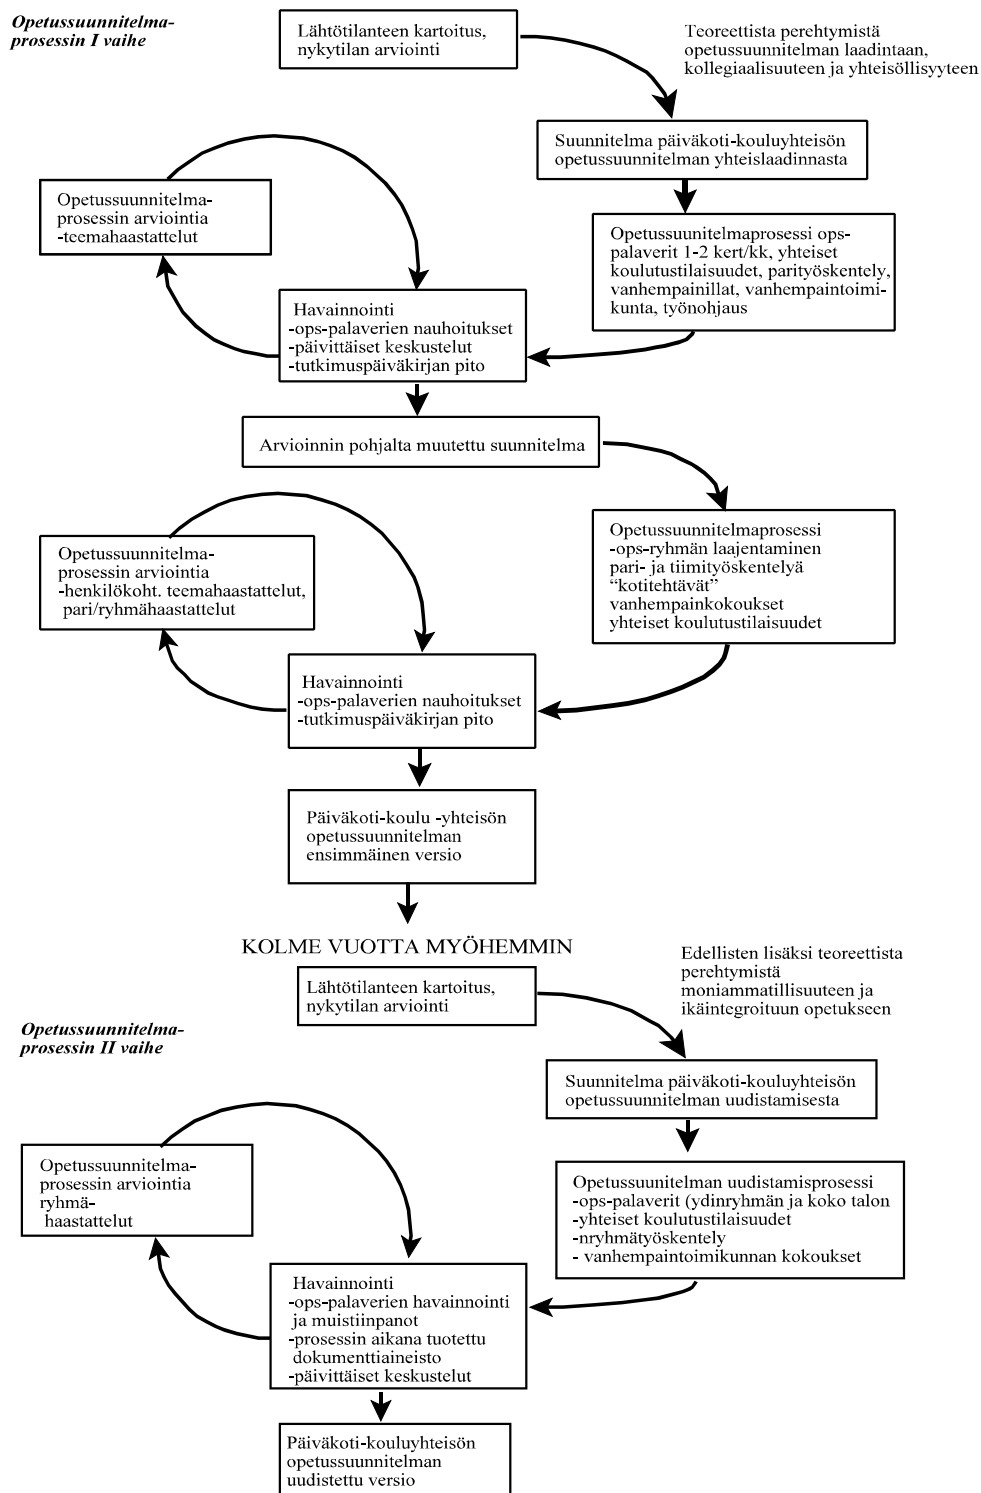 Opetussuunnitelma-
prosessin I vaihe
Lähtötilanteen kartoitus,
nykytilan arviointi
Teoreettista perehtymistä
opetussuunnitelman laadintaan,
kollegiaalisuuteen ja yhteisöllisyyteen
Suunnitelma päiväkoti-kouluyhteisön
opetussuunnitelman yhteislaadinnasta
Opetussuunnitelma-
prosessin arviointia
-teemahaastattelut
Opetussuunitelmaprosessi ops-
palaverit 1-2 kert/kk, yhteiset
koulutustilaisuudet, parityöskentely,
vanhempainillat, vanhempaintoimi-
kunta, työnohjaus
Havainnointi
-ops-palaverien nauhoitukset
-päivittäiset keskustelut
-tutkimuspäiväkirjan pito
Arvioinnin pohjalta muutettu suunnitelma
Opetussuunnitelmaprosessi
-ops-ryhmän laajentaminen
pari- ja tiimityöskentelyä
“kotitehtävät”
vanhempainkokoukset
yhteiset koulutustilaisuudet
Opetussuunnitelma-
prosessin arviointia
-henkilökoht. teemahaastattelut,
pari/ryhmähaastattelut
Havainnointi
-ops-palaverien nauhoitukset
-tutkimuspäiväkirjan pito
Päiväkoti-koulu -yhteisön
opetussuunnitelman
ensimmäinen versio
KOLME VUOTTA MYÖHEMMIN
Lähtötilanteen kartoitus,
nykytilan arviointi
Edellisten lisäksi teoreettista
perehtymistä
moniammatillisuuteen ja
ikäintegroituun opetukseen
Opetussuunnitelma-
prosessin II vaihe
Suunnitelma päiväkoti-kouluyhteisön
opetussuunnitelman uudistamisesta
Opetussuunnitelma-
prosessin arviointia
ryhmä-
haastattelut
Opetussuunitelman uudistamisprosessi
-ops-palaverit (ydinryhmän ja koko talon
-yhteiset koulutustilaisuudet
-nryhmätyöskentely
- vanhempaintoimikunnan kokoukset
Havainnointi
-ops-palaverien havainnointi
ja muistiinpanot
-prosessin aikana tuotettu
dokumenttiaineisto
-päivittäiset keskustelut
Päiväkoti-kouluyhteisön
opetussuunnitelman
uudistettu versio